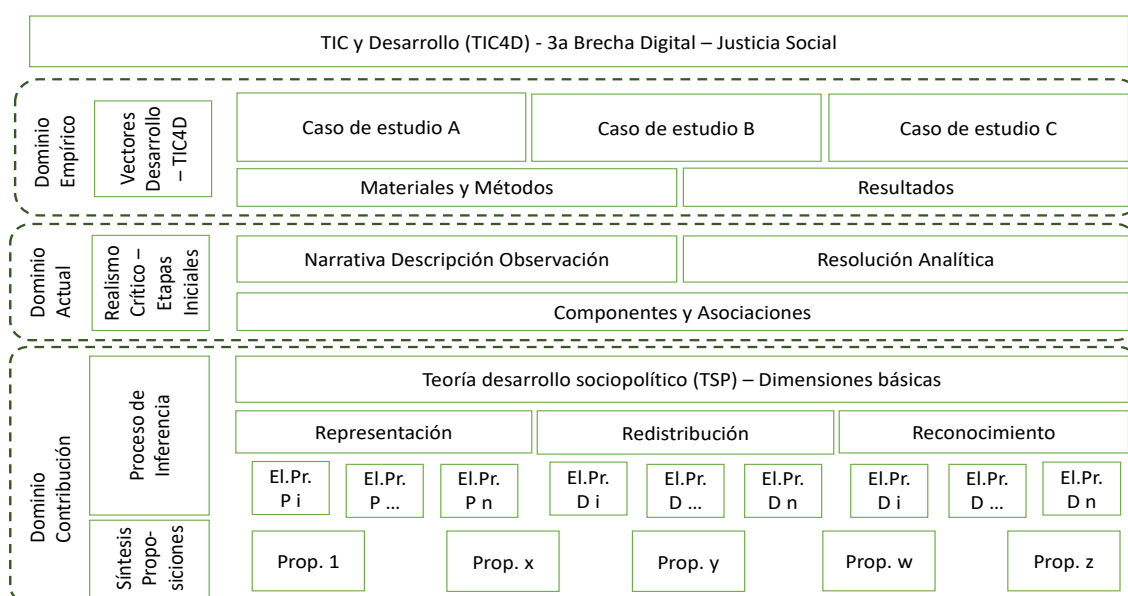 TIC y Desarrollo (TIC4D) - 3a Brecha Digital – Justicia Social
Dominio
Empírico
Vectores
Desarrollo
– TIC4D
Caso de estudio A
Caso de estudio B
Caso de estudio C
Materiales y Métodos
Resultados
Dominio
Actual
Realismo
Crítico –
Etapas
Iniciales
Narrativa Descripción Observación
Resolución Analítica
Componentes y Asociaciones
Dominio
Contribución
Proceso de
Inferencia
Teoría desarrollo sociopolítico (TSP) – Dimensiones básicas
Representación
Redistribución
Reconocimiento
El.Pr.
P i
El.Pr.
P ...
El.Pr.
P n
El.Pr.
D i
El.Pr.
D ...
El.Pr.
D n
El.Pr.
D i
El.Pr.
D ...
El.Pr.
D n
Síntesis
Propo-
siciones
Prop. 1
Prop. x
Prop. y
Prop. w
Prop. z